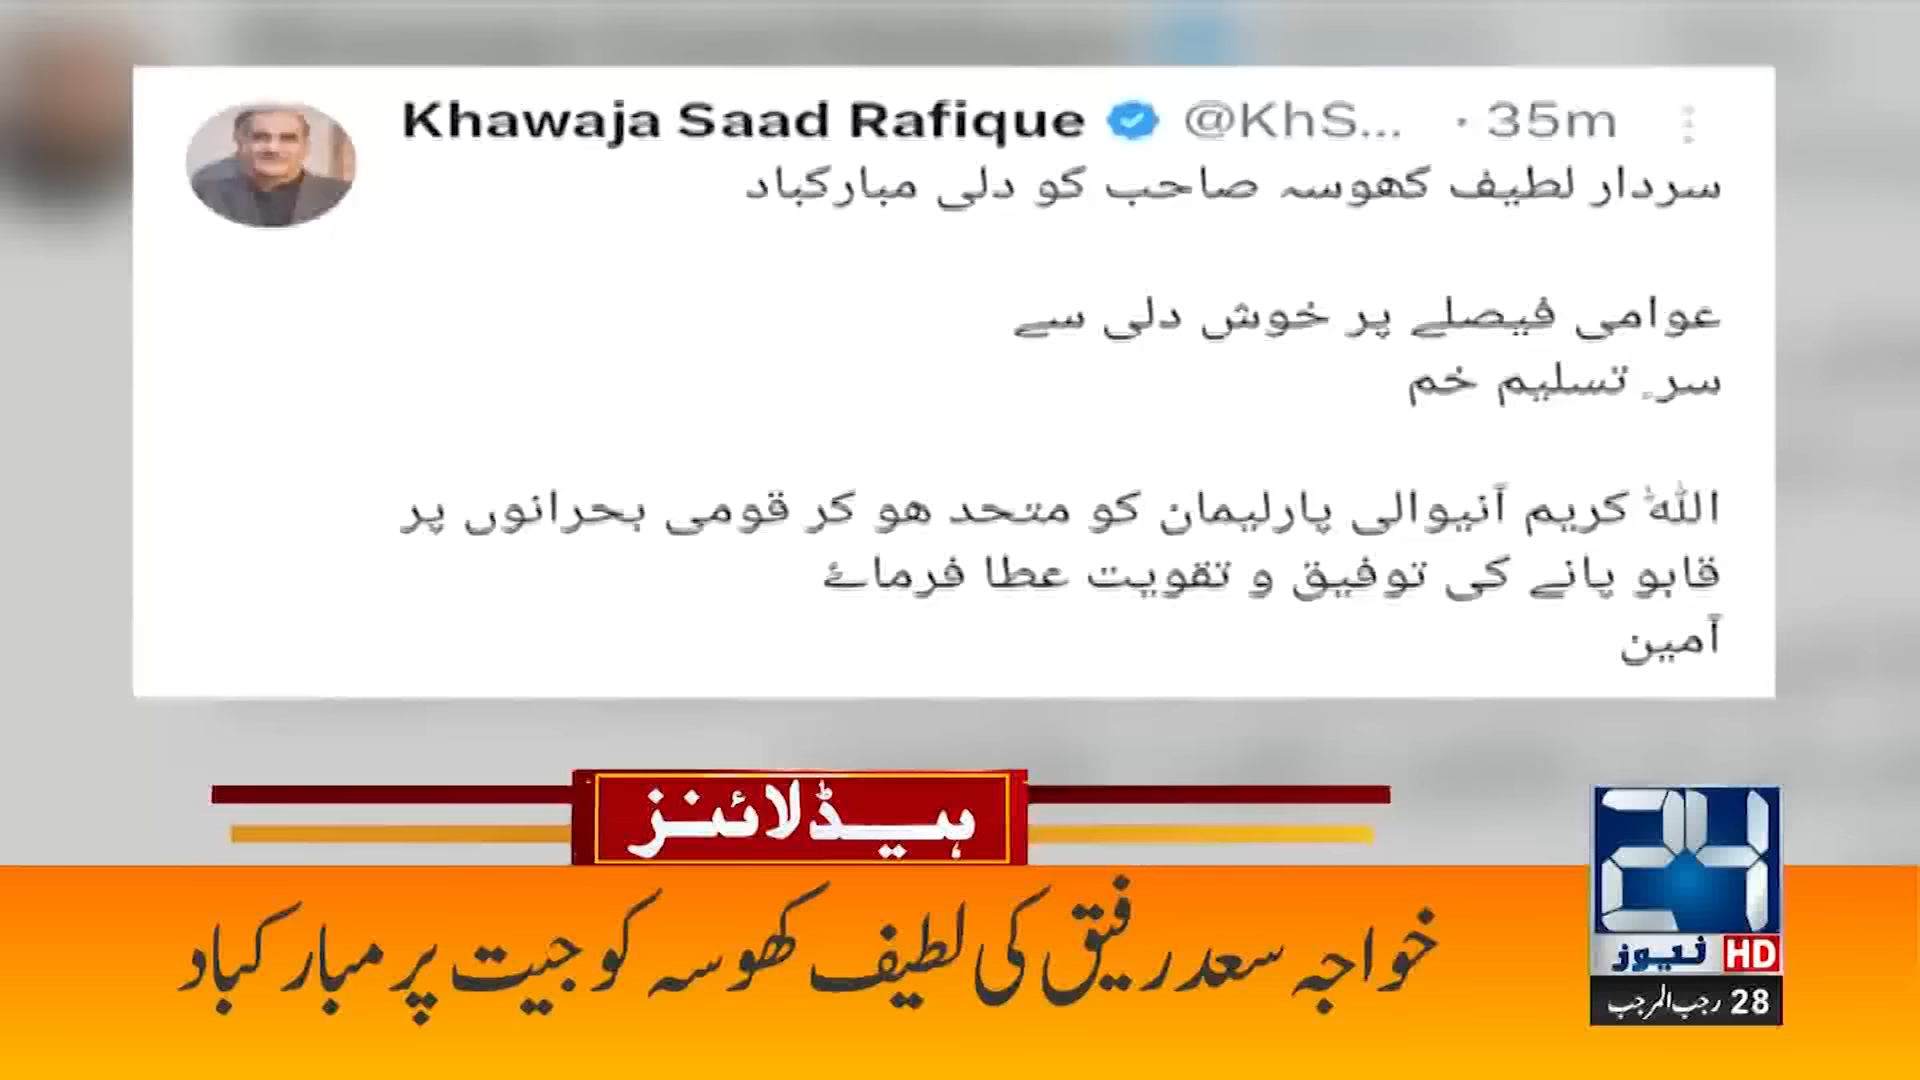 Khawaja Saad Rafique @KhS... · 35m
سردار لطیف کھوسہ صاحب کو دلی مبارکباد
عوامی فیصلے پر خوش دلی سے
سرِ تسلیم خم
اللہ کریم آنیوالی پارلیمان کو متحد ھو کر قومی بحرانوں پر
قابو پانے کی توفیق و تقویت عطا فرمائے
آمین
ہیڈلائنز
خواجہ سعد رفیق کی لطیف کھوسہ کو جیت پر مبارکباد
24
نیوز HD
28 رجب المرجب